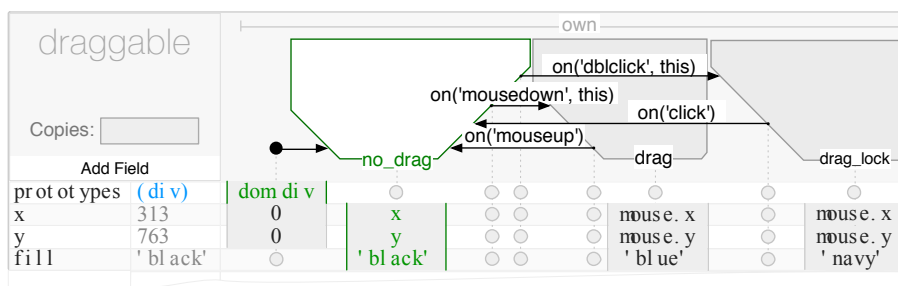 own
draggable
on('dblclick', this)
on('mousedown', this)
on('click')
Copies:
on('mouseup')
no_drag
drag
drag_lock
Add Field
prototypes (div) dom div
x 313 0 x mouse.x mouse.x
y 763 0 y mouse.y mouse.y
fill 'black' 'black' 'blue' 'navy'